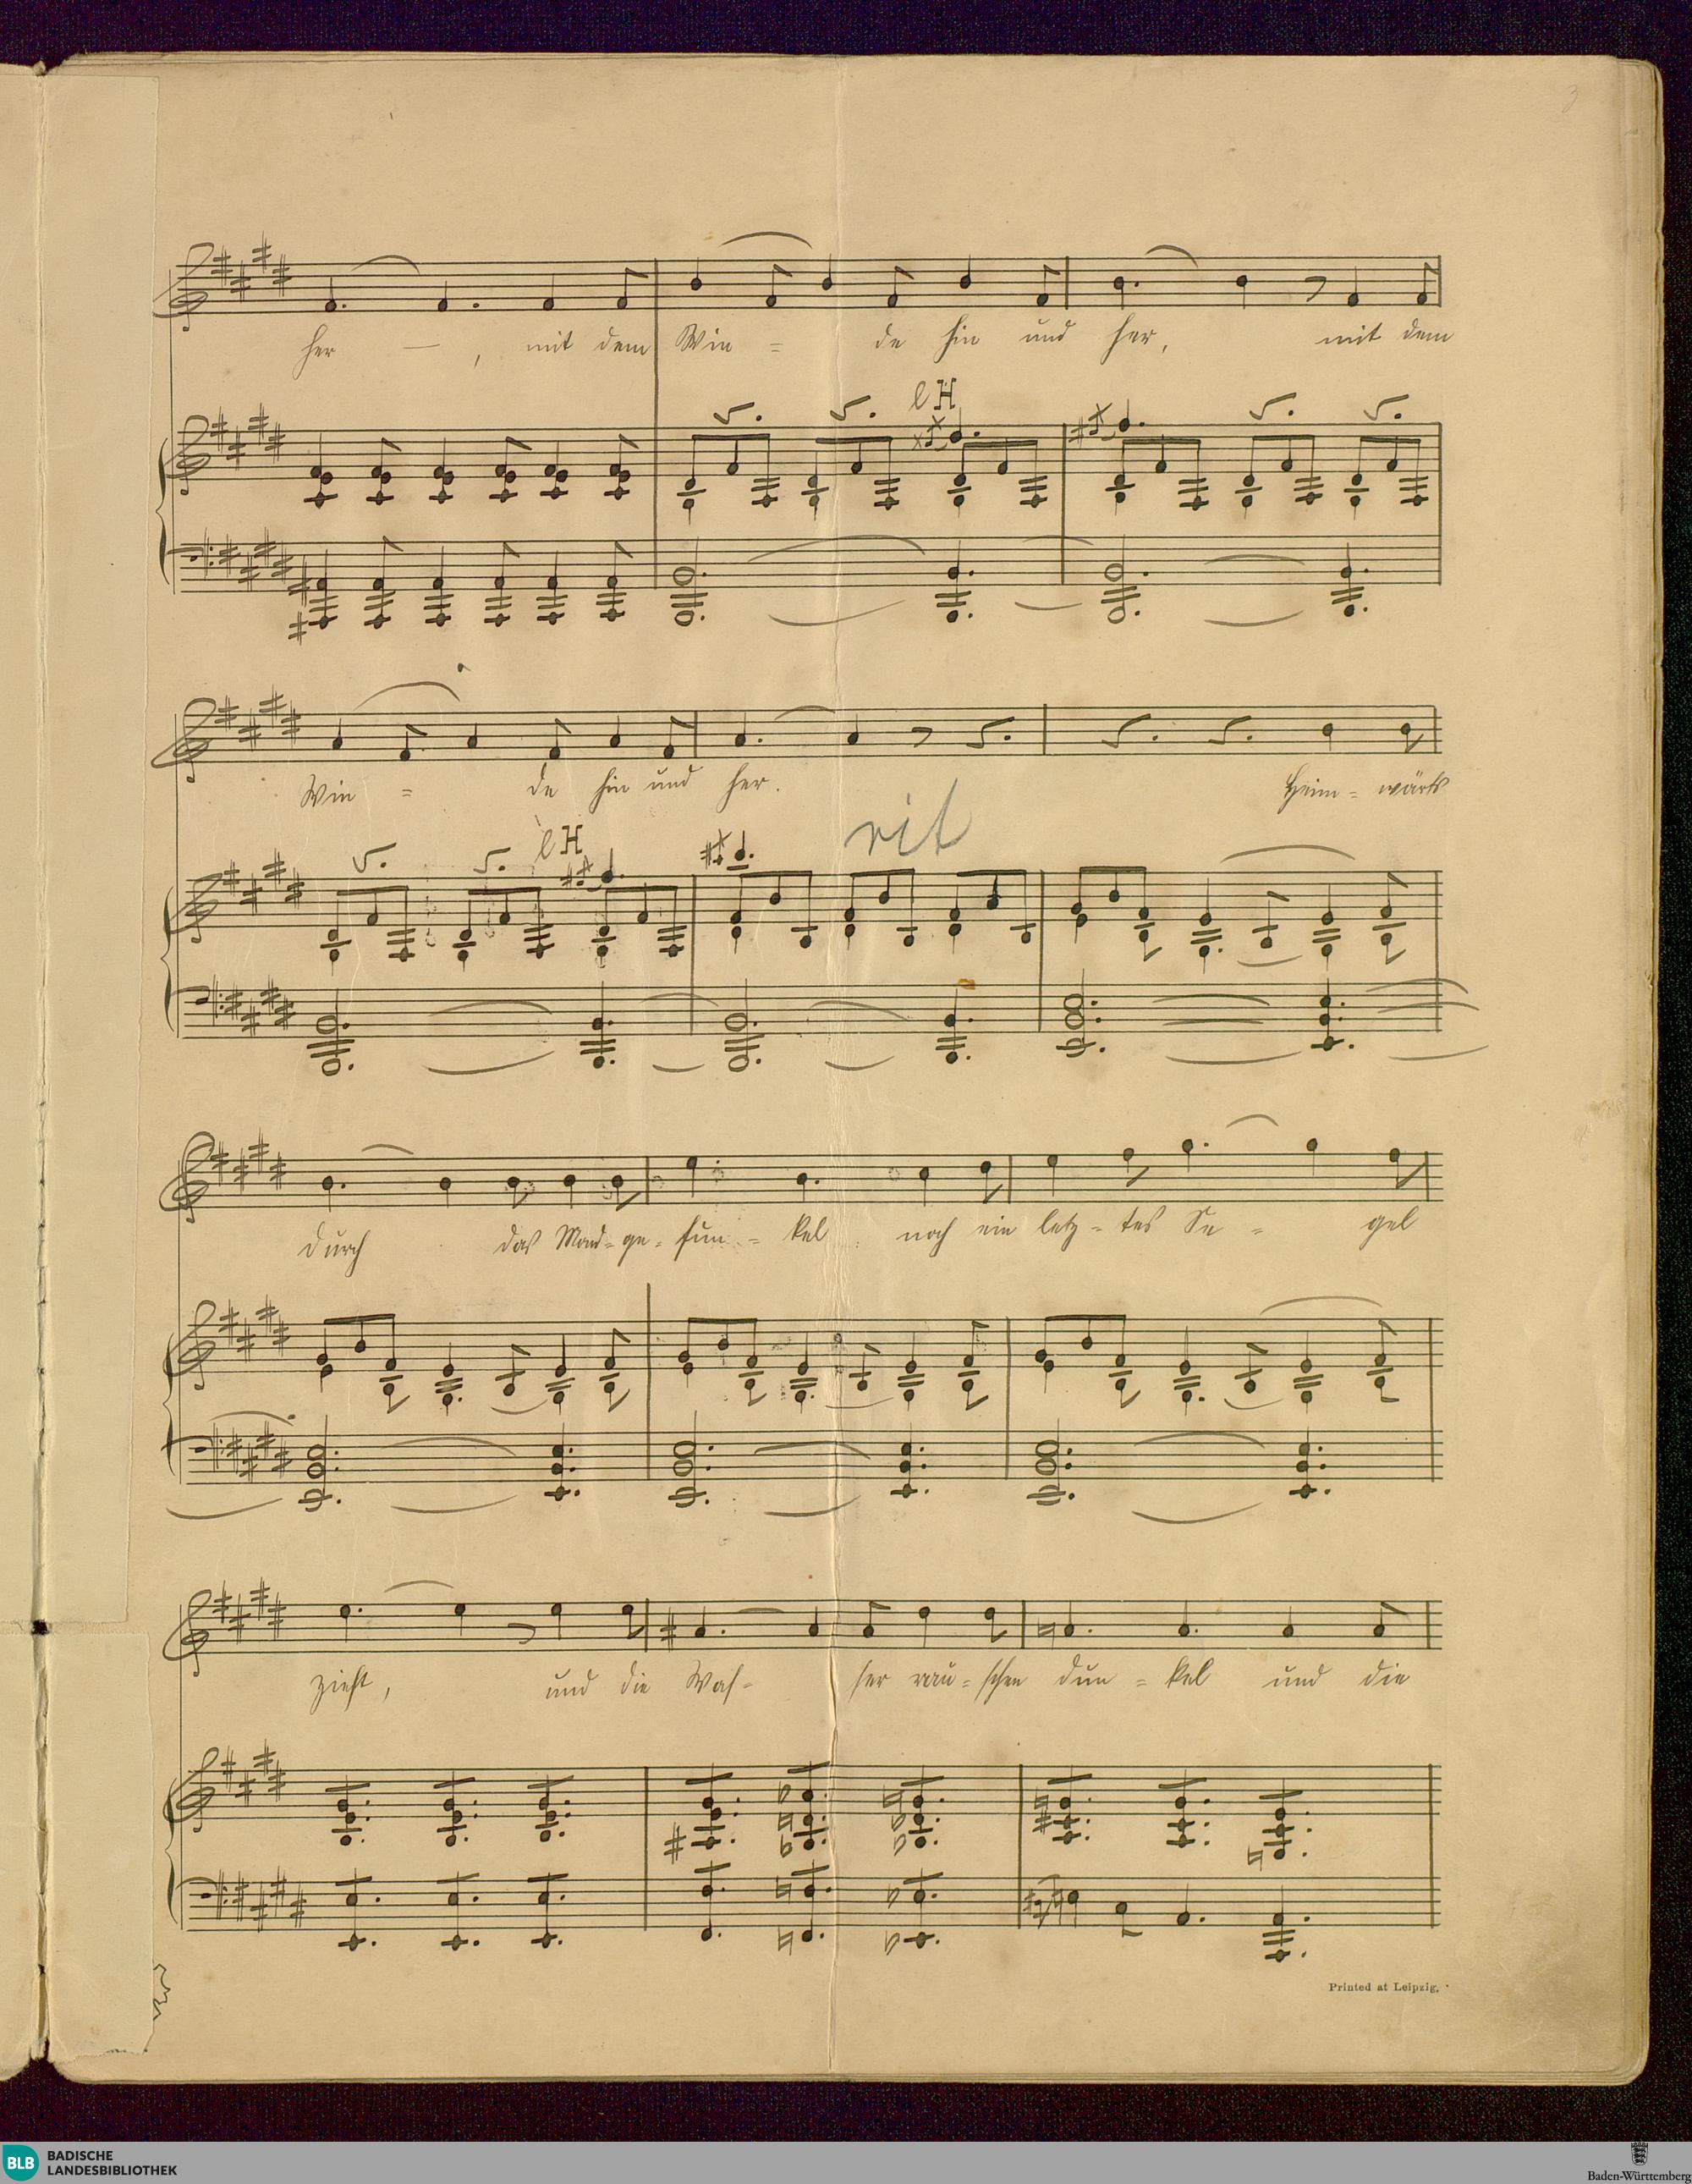 3
her — , mit dem Win = de hin und her, mit dem
l H
Win = de hin und her. Heim = wärts
l H
rit
durch das Mond = ge = fun = kel noch ein letz = tes Se = gel
zieht, und die Was = ser rau = schen dun = kel und die
Printed at Leipzig.
BLB BADISCHE
LANDESBIBLIOTHEK
Baden-Württemberg